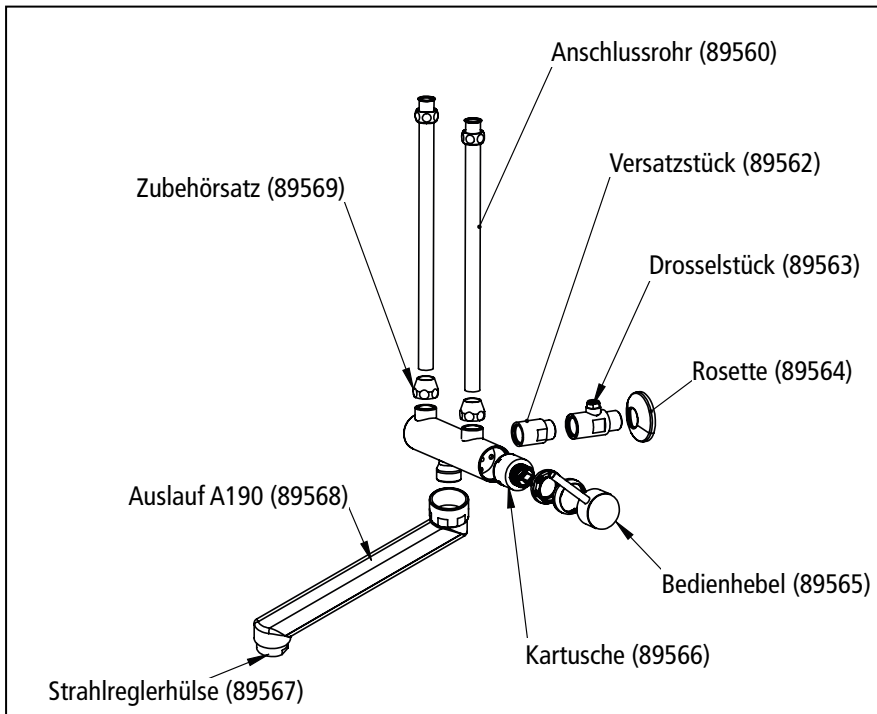 Anschlussrohr (89560)
Versatzstück (89562)
Zubehörsatz (89569)
Drosselstück (89563)
Rosette (89564)
Auslauf A190 (89568)
Bedienhebel (89565)
Kartusche (89566)
Strahlreglerhülse (89567)